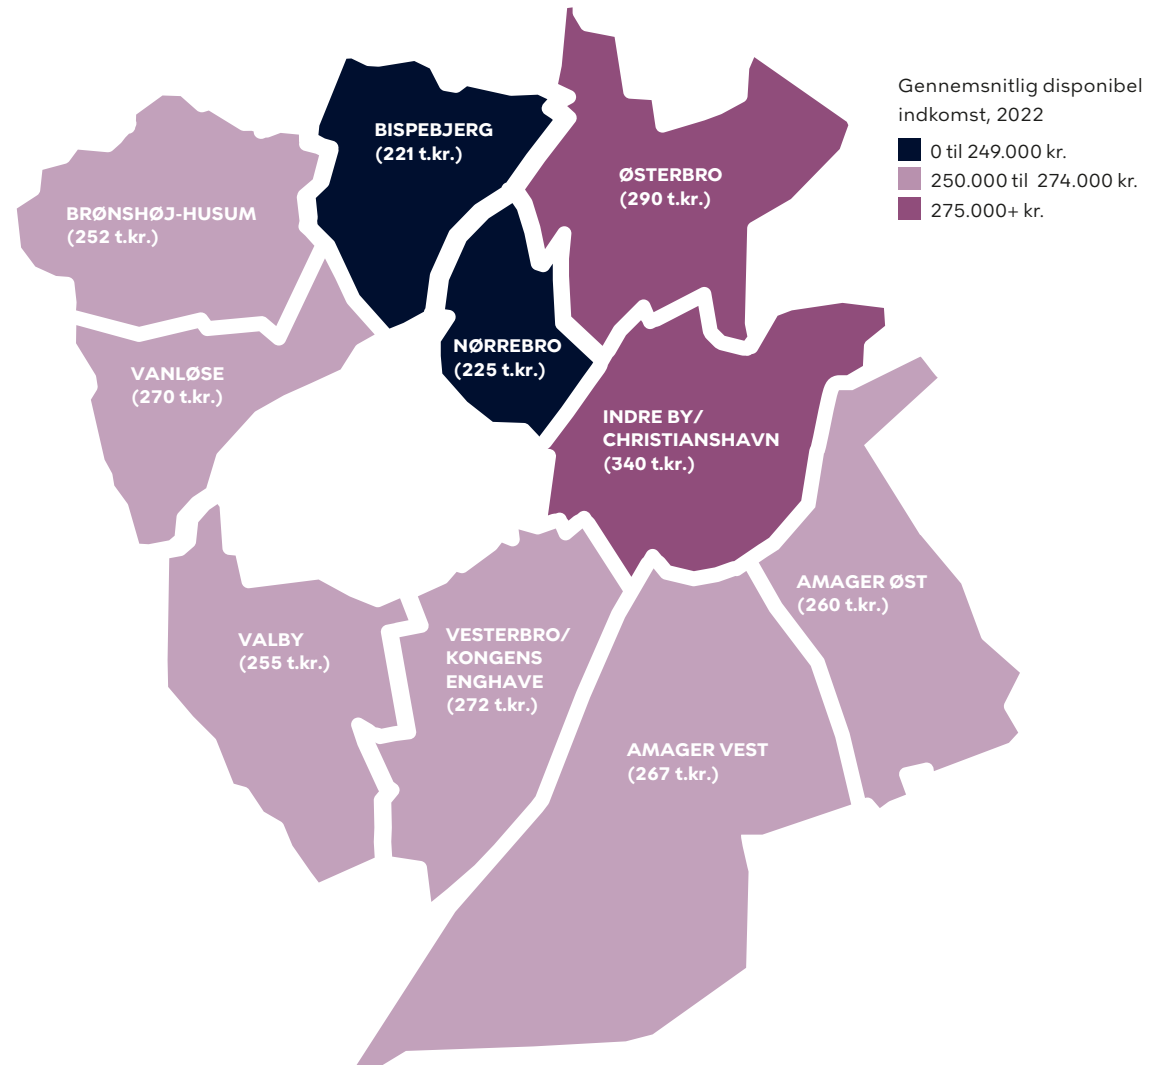 Gennemsnitlig disponibel
indkomst, 2022
0 til 249.000 kr.
250.000 til 274.000 kr.
275.000+ kr.
BISPEBJERG
(221 t.kr.)
ØSTERBRO
(290 t.kr.)
BRØNSHØJ-HUSUM
(252 t.kr.)
NØRREBRO
(225 t.kr.)
VANLØSE
(270 t.kr.)
INDRE BY/
CHRISTIANSHAVN
(340 t.kr.)
AMAGER ØST
(260 t.kr.)
VALBY
(255 t.kr.)
VESTERBRO/
KONGENS
ENGHAVE
(272 t.kr.)
AMAGER VEST
(267 t.kr.)